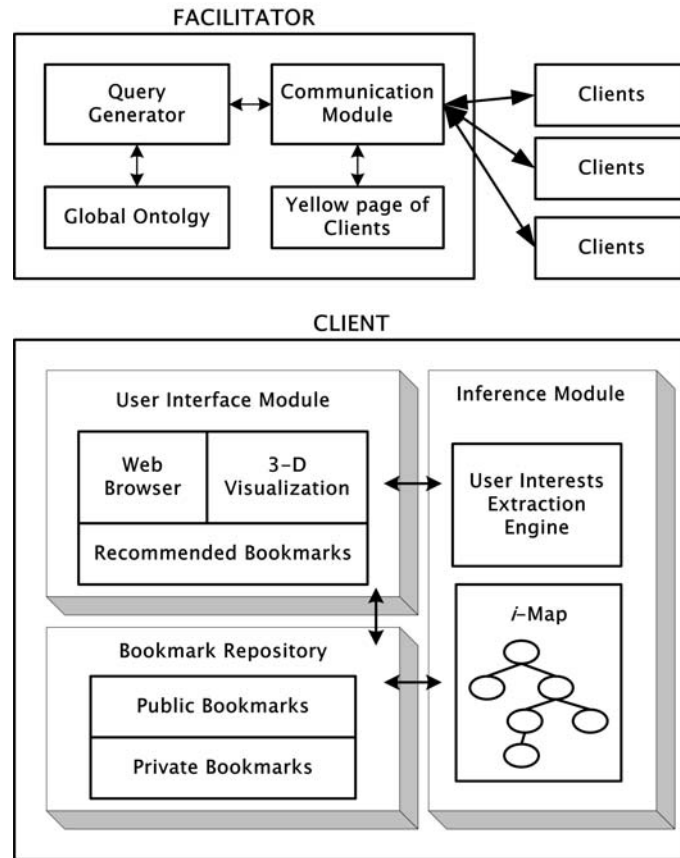 FACILITATOR
Query
Generator
Communication
Module
Clients
Clients
Clients
Global Ontolgy
Yellow page of
Clients
CLIENT
User Interface Module
Web
Browser
3-D
Visualization
Recommended Bookmarks
Inference Module
User Interests
Extraction
Engine
i-Map
Bookmark Repository
Public Bookmarks
Private Bookmarks